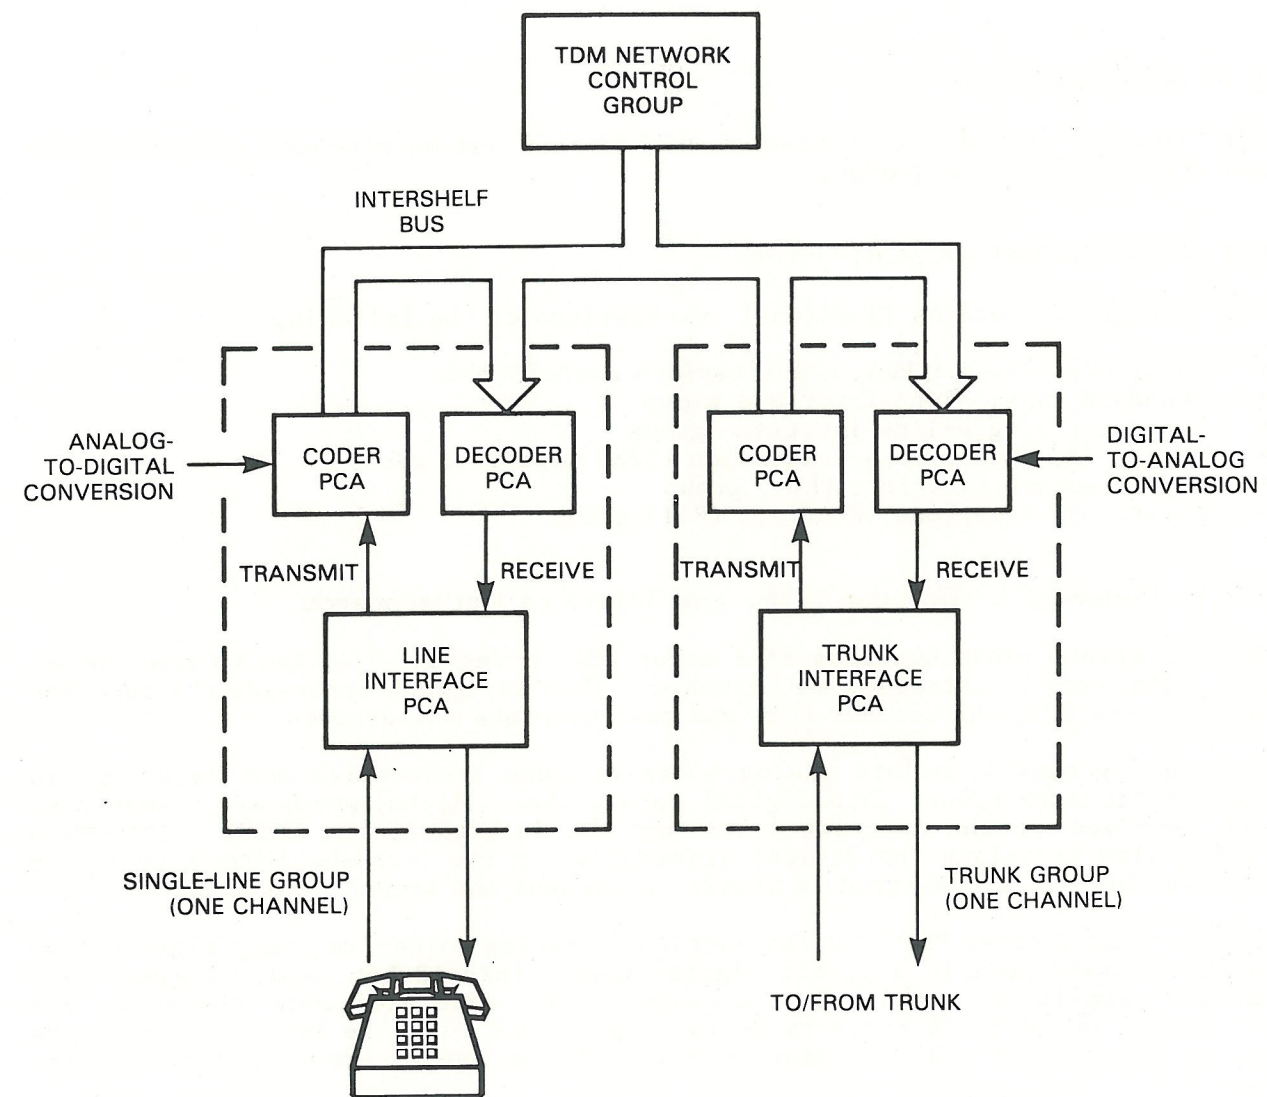 TDM NETWORK
CONTROL
GROUP
INTERSHELF
BUS
ANALOG-
TO-DIGITAL
CONVERSION
CODER
PCA
DECODER
PCA
CODER
PCA
DECODER
PCA
DIGITAL-
TO-ANALOG
CONVERSION
TRANSMIT
RECEIVE
TRANSMIT
RECEIVE
LINE
INTERFACE
PCA
TRUNK
INTERFACE
PCA
SINGLE-LINE GROUP
(ONE CHANNEL)
TRUNK GROUP
(ONE CHANNEL)
TO/FROM TRUNK